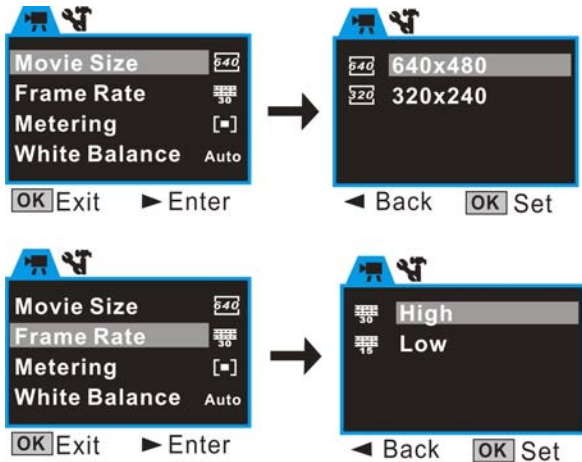 Movie Size 640
Frame Rate 30
Metering
White Balance Auto
OK Exit ► Enter
640 640x480
320 320x240
◄ Back OK Set
Movie Size 640
Frame Rate 30
Metering
White Balance Auto
OK Exit ► Enter
30 High
15 Low
◄ Back OK Set